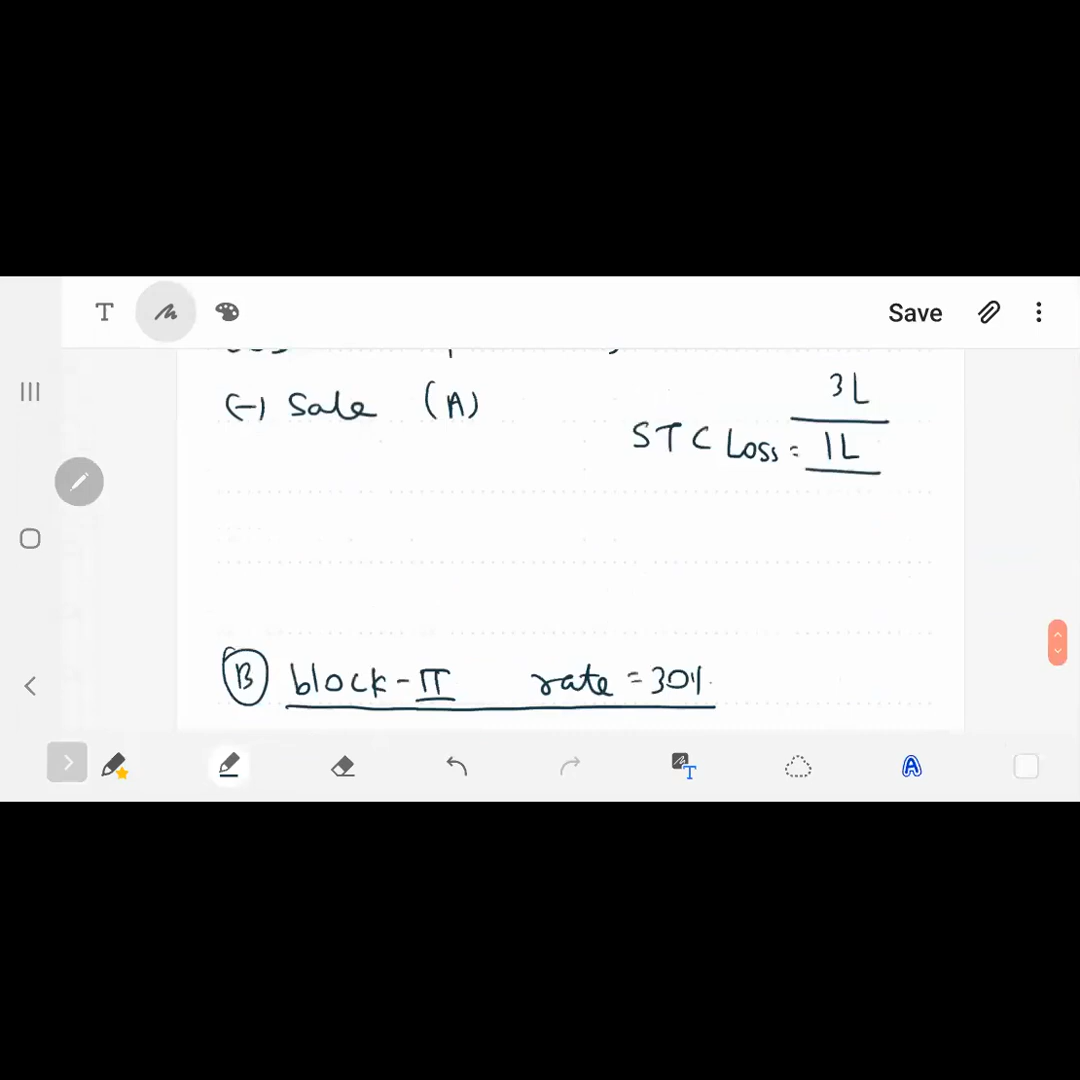 T Save
(-) Sale (A) 3L
STC Loss = 1L
B block - II rate = 30%
T A